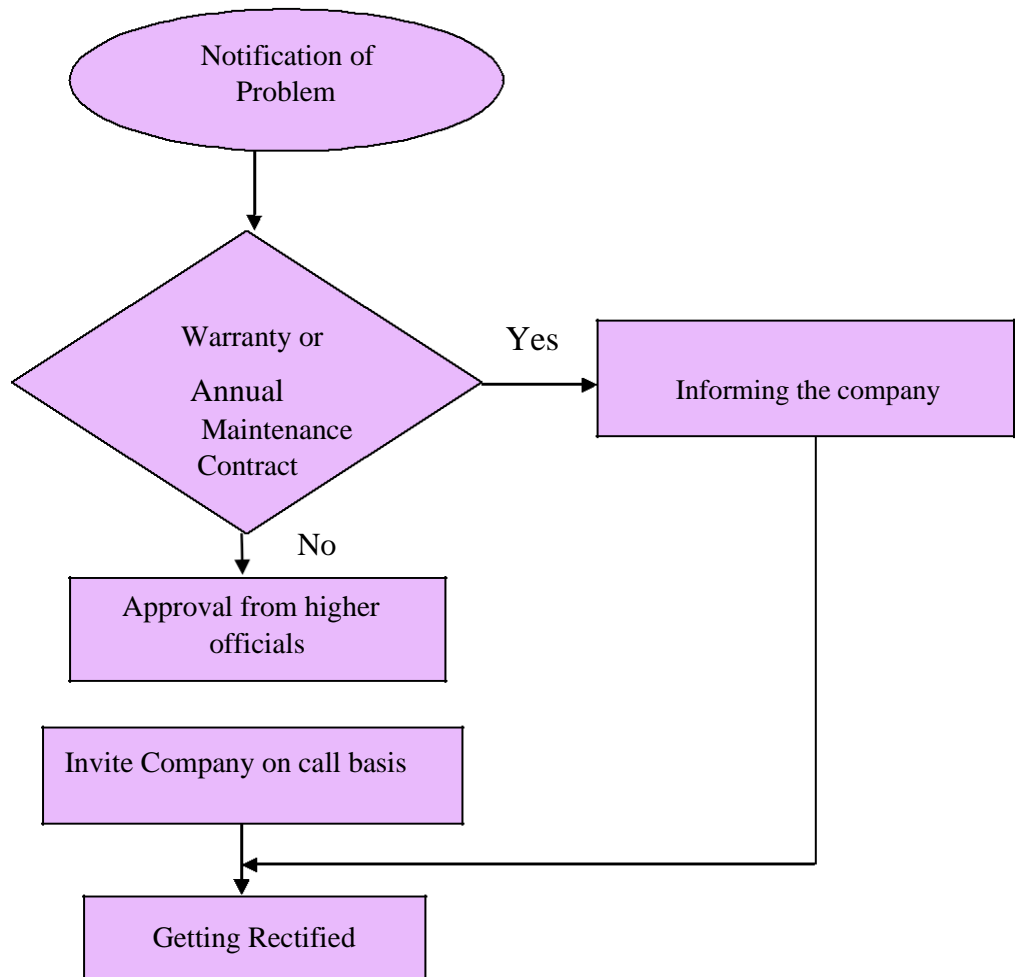 Notification of
Problem
Warranty or
Annual
Maintenance
Contract
Yes
Informing the company
No
Approval from higher
officials
Invite Company on call basis
Getting Rectified